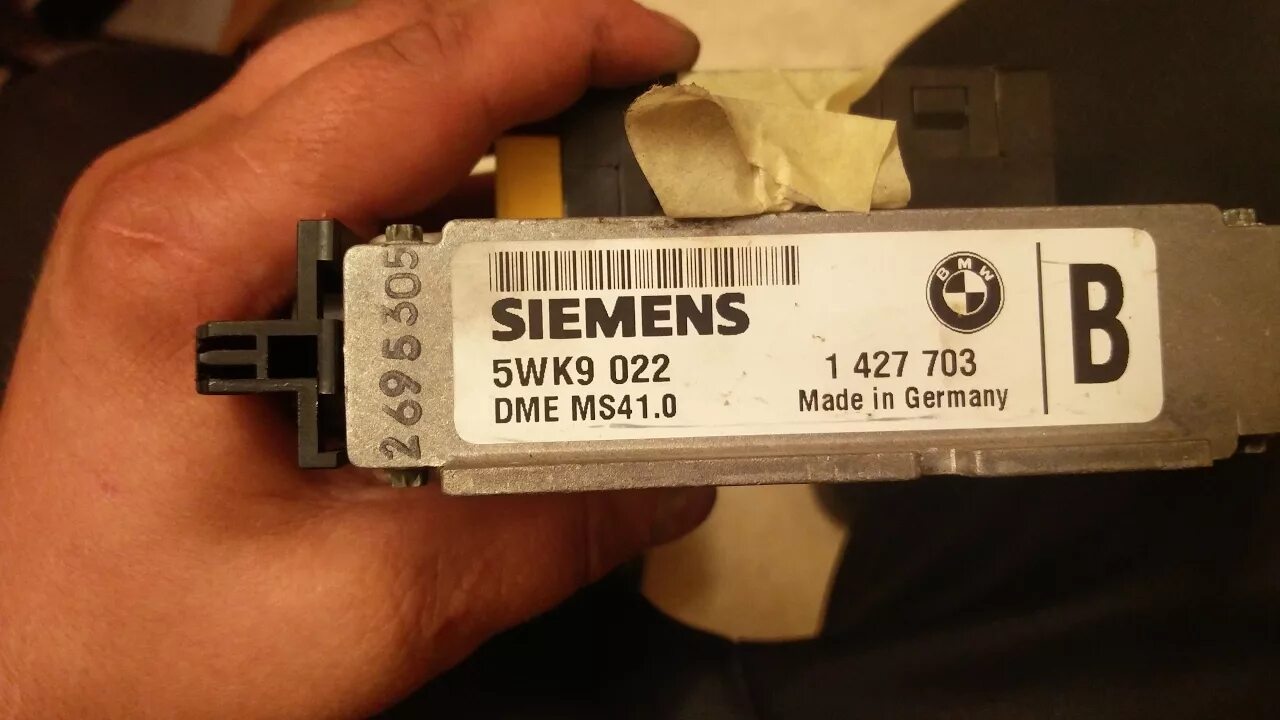 2695305
SIEMENS
5WK9 022
DME MS41.0
BMW
1 427 703
Made in Germany
B